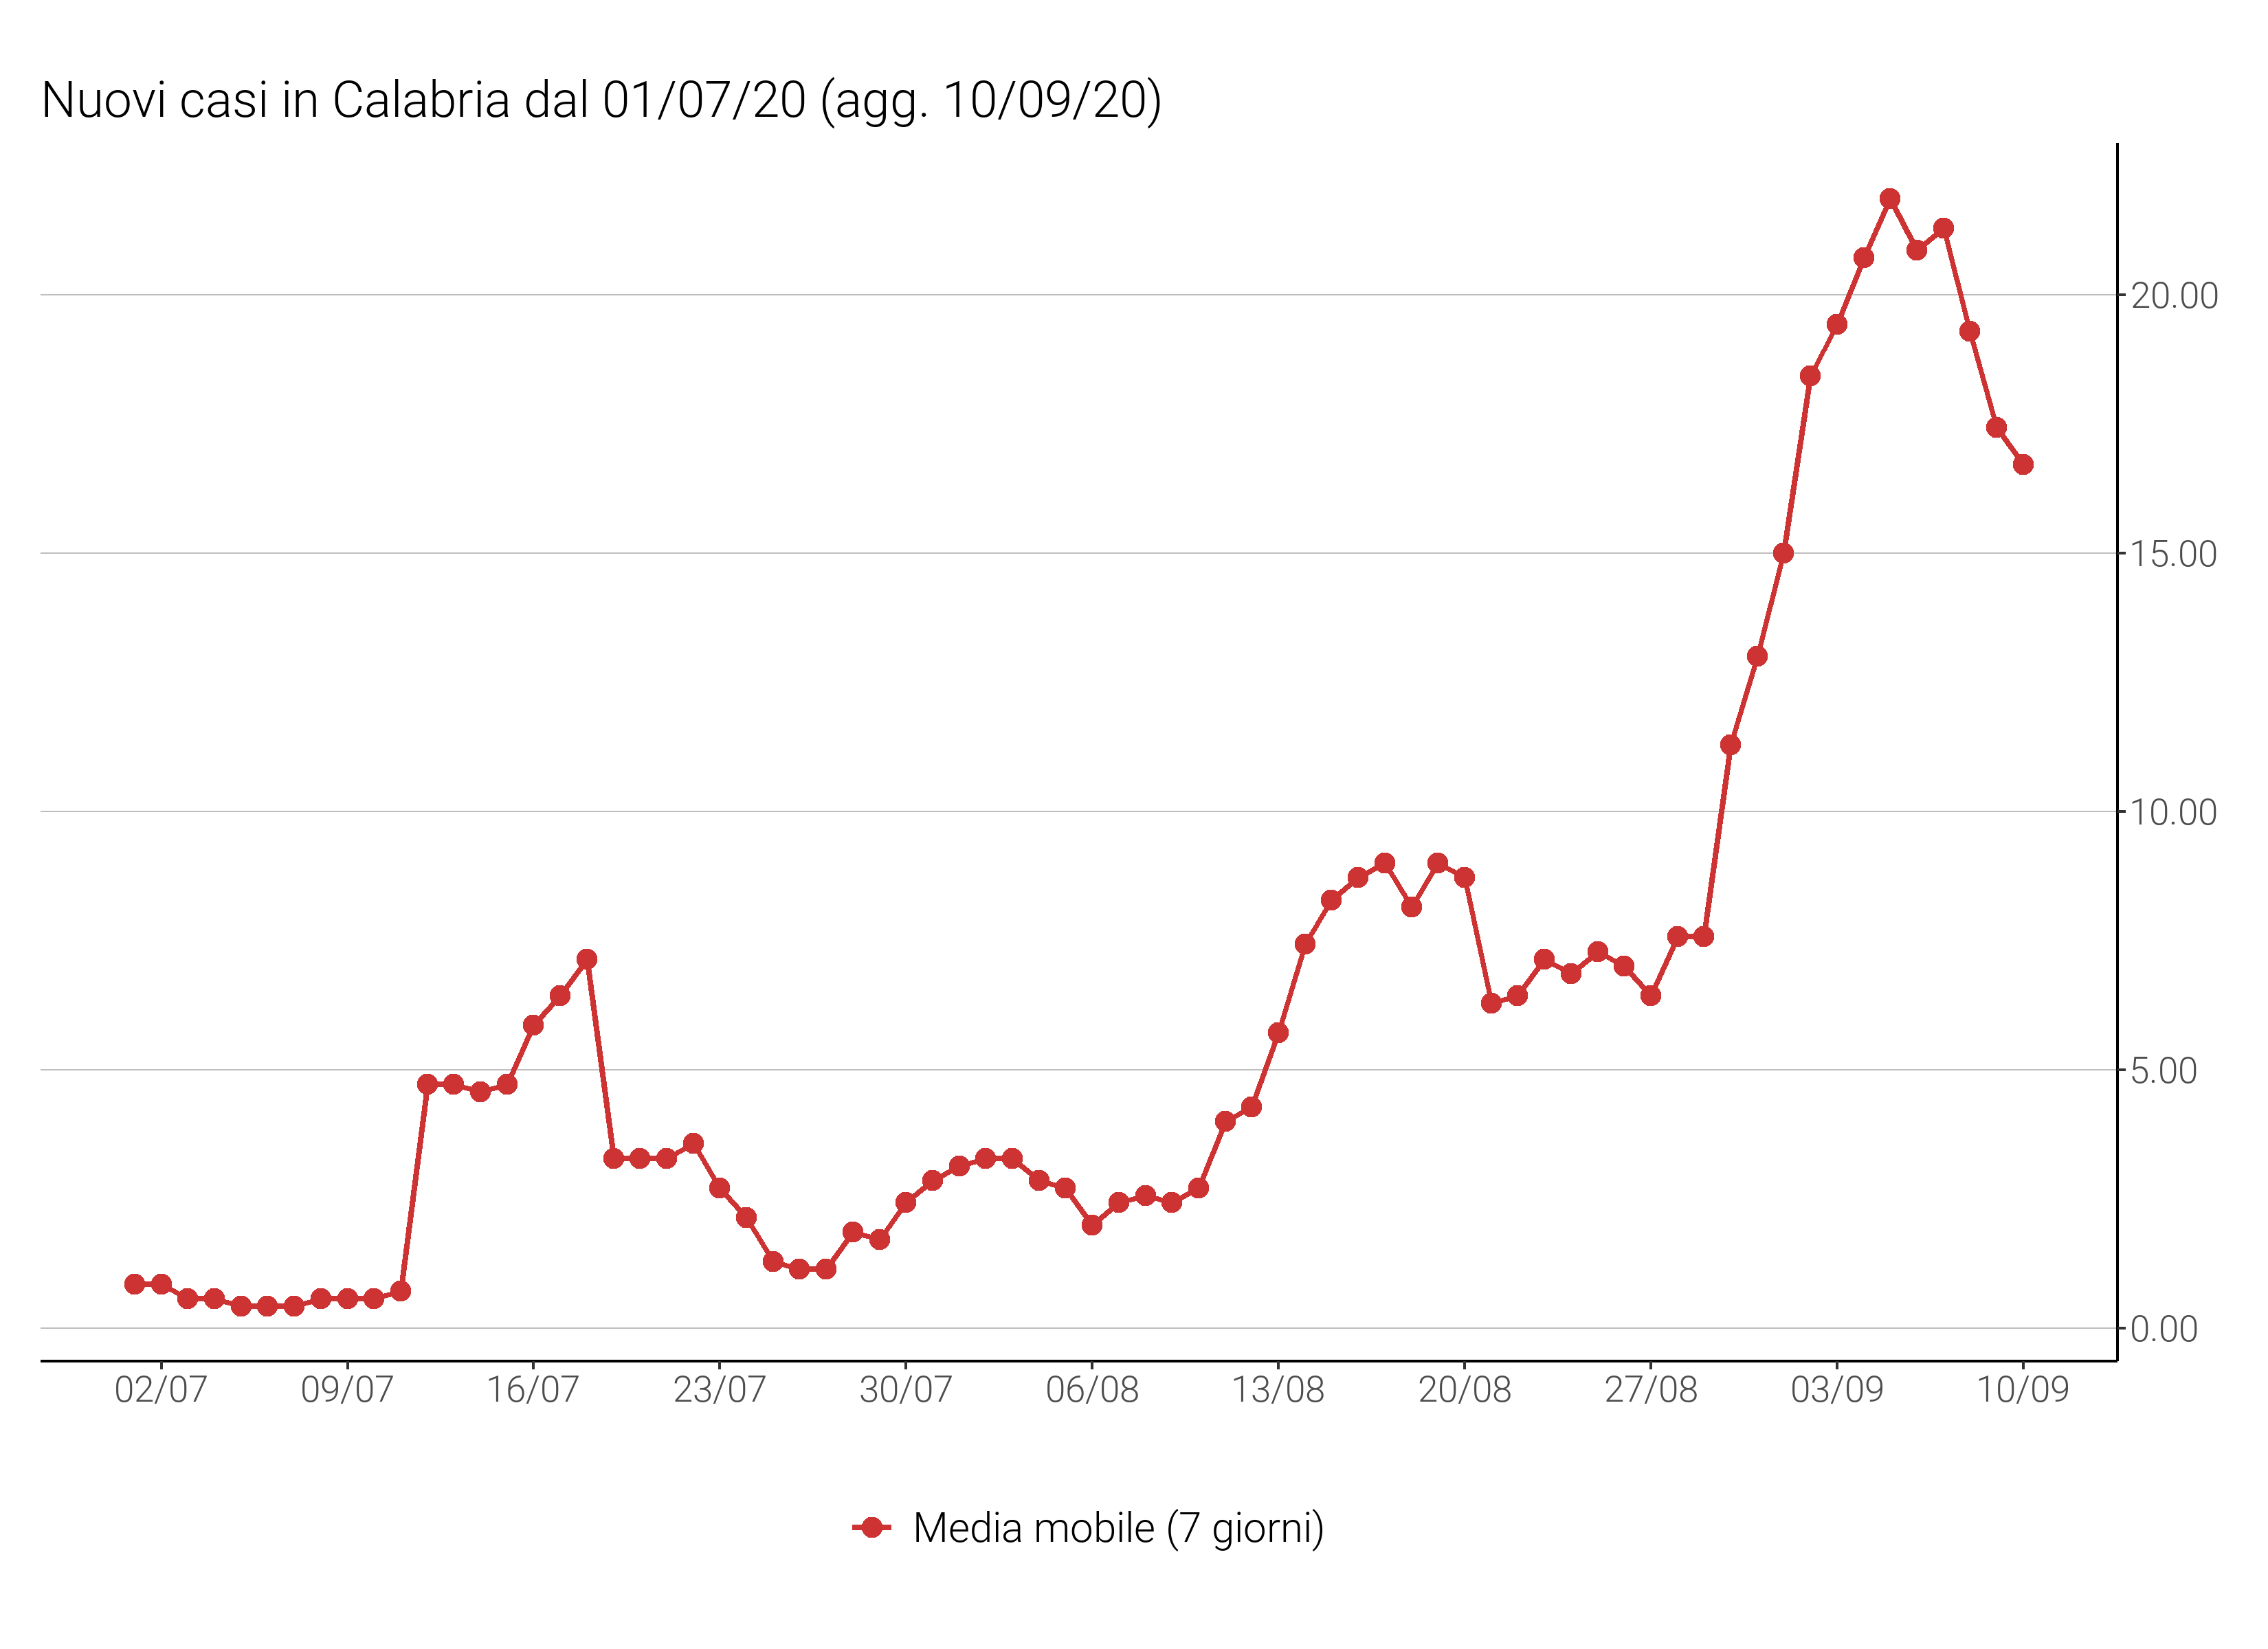 Nuovi casi in Calabria dal 01/07/20 (agg. 10/09/20)
20.00
15.00
10.00
5.00
0.00
02/07 09/07 16/07 23/07 30/07 06/08 13/08 20/08 27/08 03/09 10/09
Media mobile (7 giorni)